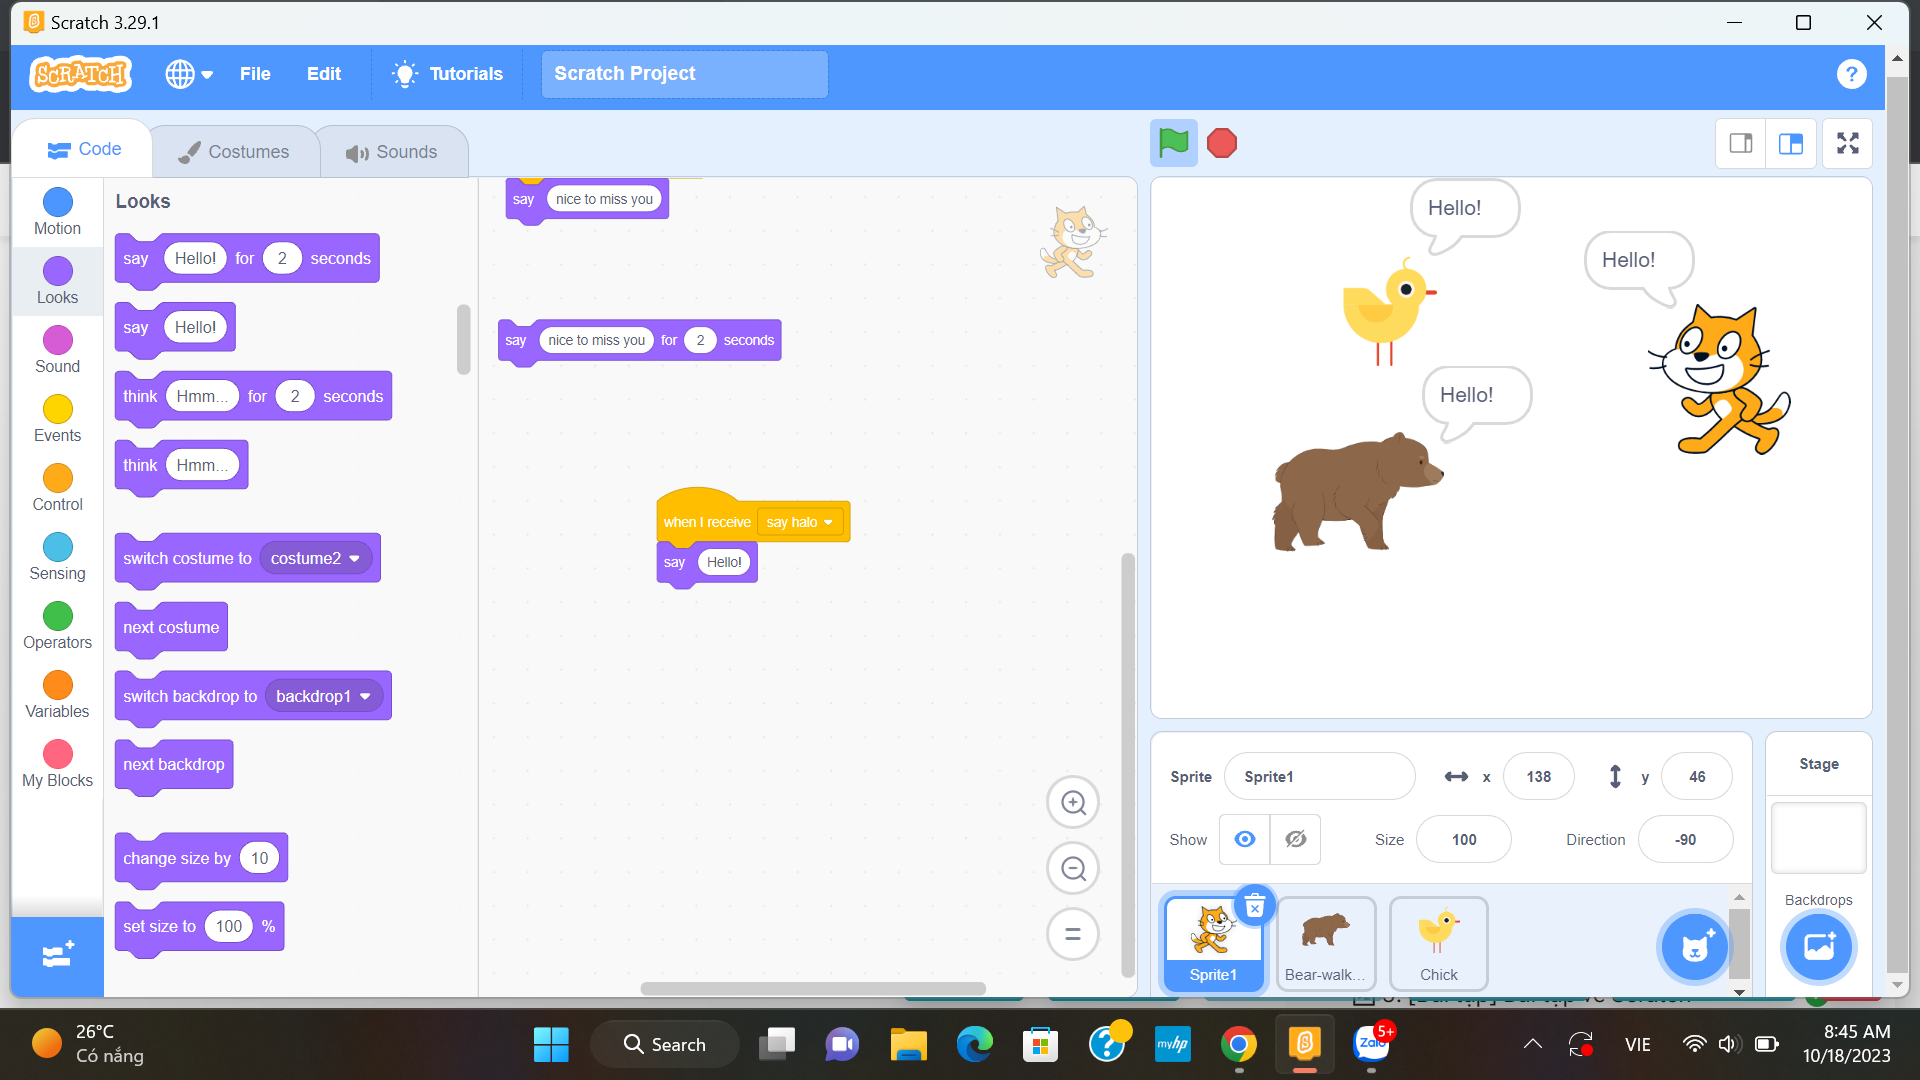 Scratch 3.29.1
SCRATCH
File
Edit
Tutorials
Scratch Project
?
Code
Costumes
Sounds
Motion
Looks
Sound
Events
Control
Sensing
Operators
Variables
My Blocks
Looks
say Hello! for 2 seconds
say Hello!
think Hmm... for 2 seconds
think Hmm...
switch costume to costume2
next costume
switch backdrop to backdrop1
next backdrop
change size by 10
set size to 100 %
say nice to miss you
say nice to miss you for 2 seconds
when I receive say halo
say Hello!
Hello!
Hello!
Hello!
Sprite Sprite1 x 138 y 46
Show Size 100 Direction -90
Sprite1
Bear-walk...
Chick
Stage
Backdrops
26°C
Có nắng
Search
myhp
Zalo
5+
VIE
8:45 AM
10/18/2023